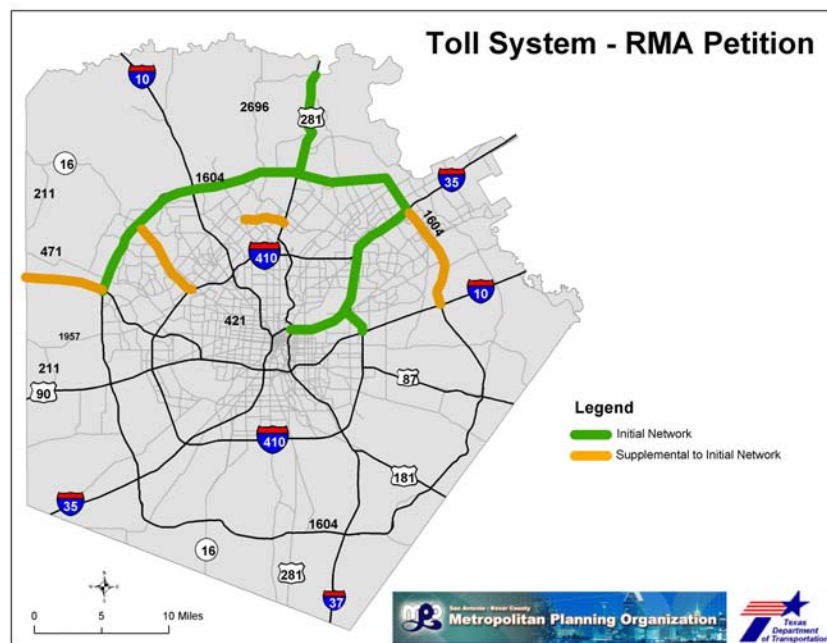 Toll System - RMA Petition
10
2696
281
16
1604
35
211
1604
471
410
10
421
1957
211
90
87
Legend
Initial Network
410
Supplemental to Initial Network
181
35
1604
16
281
37
0 5 10 Miles
San Antonio - Bexar County
Metropolitan Planning Organization
Texas
Department
of Transportation